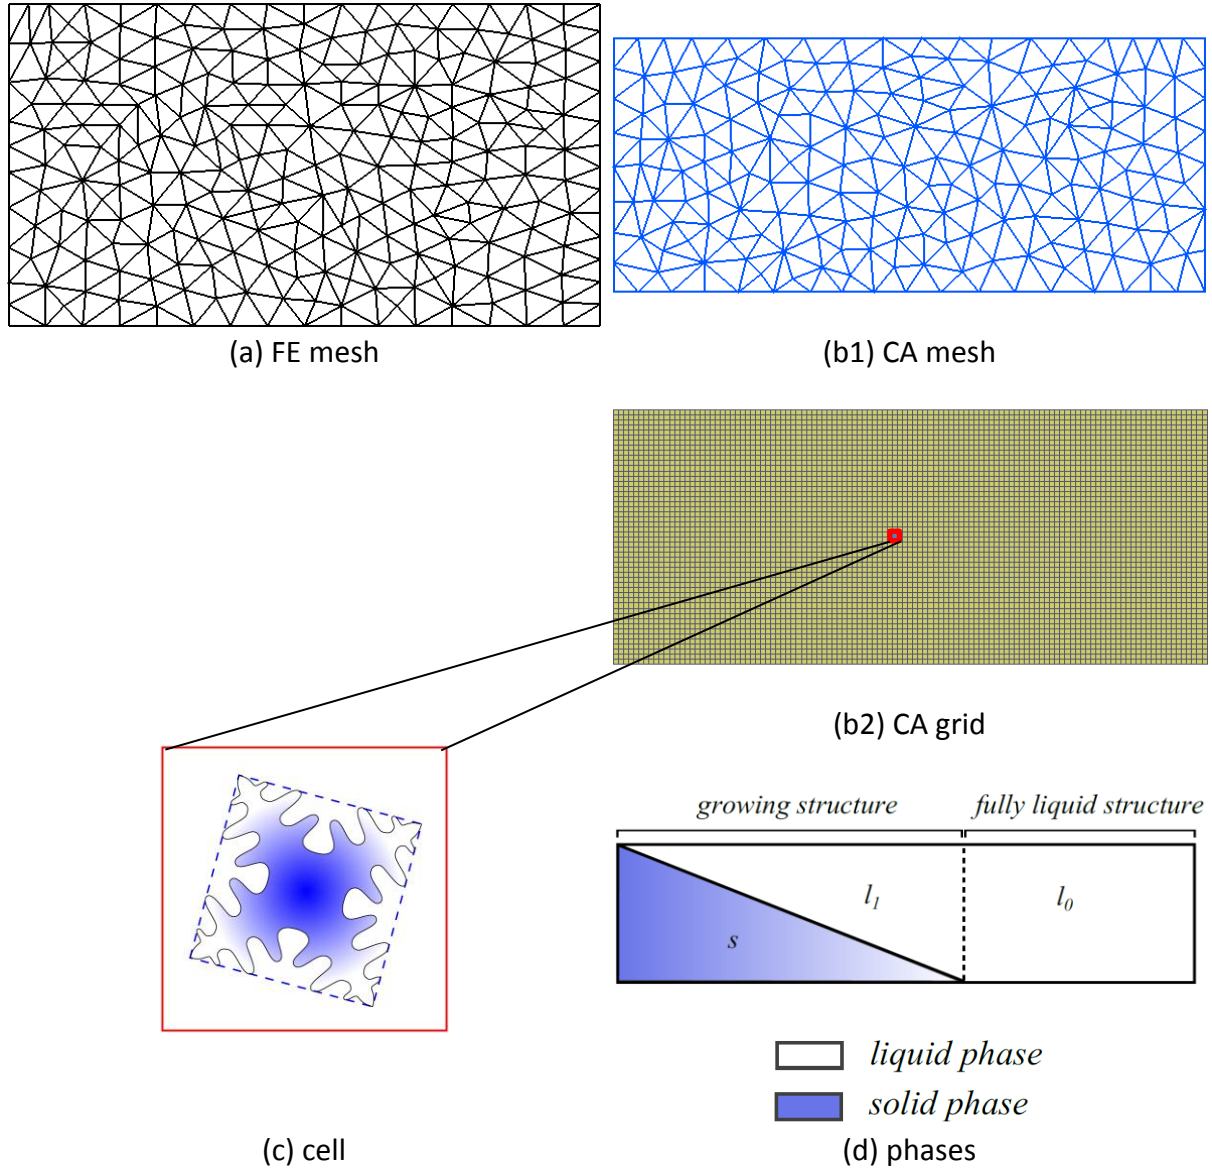 (a) FE mesh
(b1) CA mesh
(b2) CA grid
growing structure fully liquid structure
l₁ l₀
s
liquid phase
solid phase
(c) cell
(d) phases